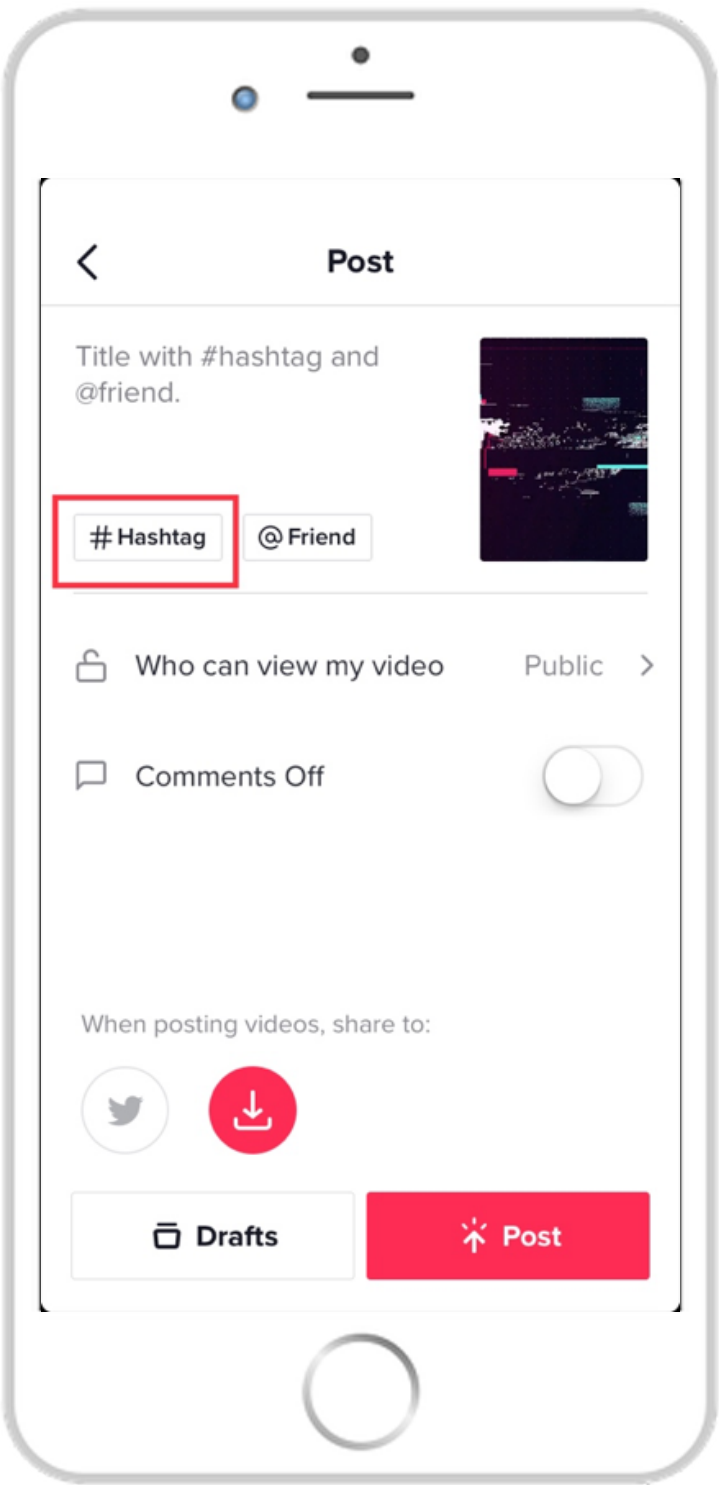 Post
Title with #hashtag and
@friend.
#Hashtag @Friend
Who can view my video Public
Comments Off
When posting videos, share to:
Drafts Post